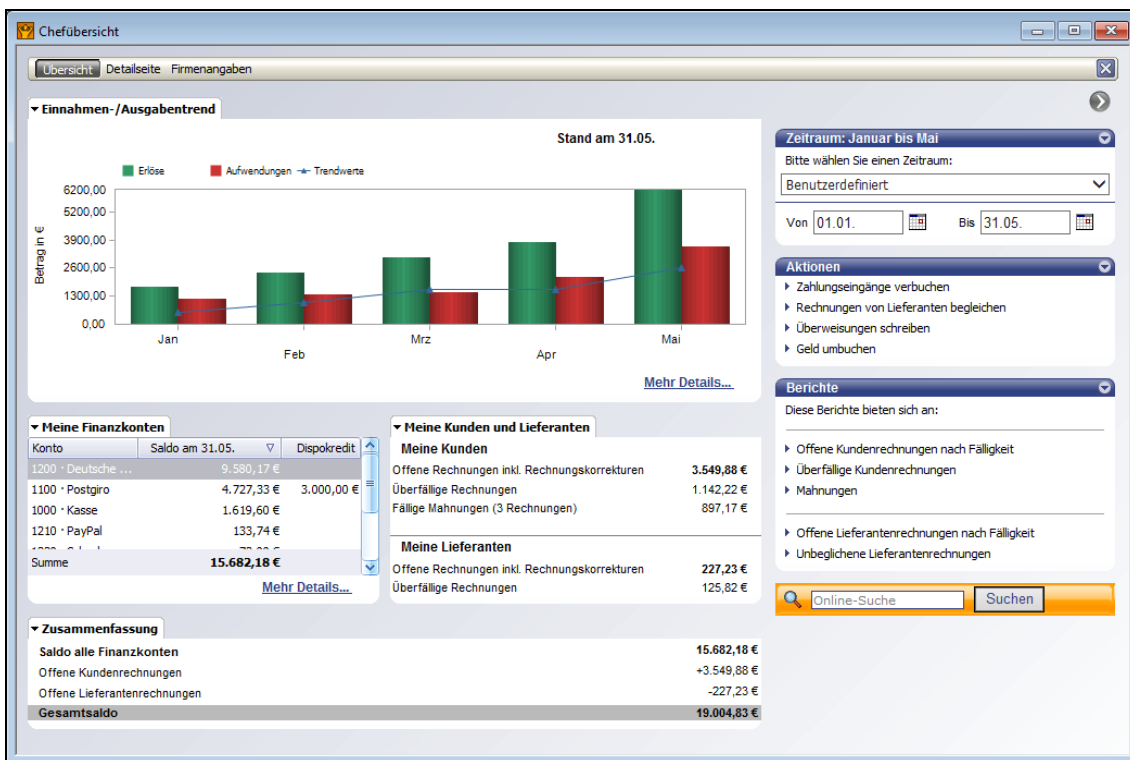 Chefübersicht
Übersicht Detailseite Firmenangaben
Einnahmen-/Ausgabentrend
Stand am 31.05.
Erlöse Aufwendungen Trendwerte
Betrag in €
6200,00
5200,00
3900,00
2600,00
1300,00
0,00
Jan
Feb
Mrz
Apr
Mai
Mehr Details...
Meine Finanzkonten
Konto Saldo am 31.05. Dispokredit
1200 · Deutsche ... 9.580,17 €
1100 · Postgiro 4.727,33 € 3.000,00 €
1000 · Kasse 1.619,60 €
1210 · PayPal 133,74 €
Summe 15.682,18 €
Mehr Details...
Meine Kunden und Lieferanten
Meine Kunden
Offene Rechnungen inkl. Rechnungskorrekturen 3.549,88 €
Überfällige Rechnungen 1.142,22 €
Fällige Mahnungen (3 Rechnungen) 897,17 €
Meine Lieferanten
Offene Rechnungen inkl. Rechnungskorrekturen 227,23 €
Überfällige Rechnungen 125,82 €
Zusammenfassung
Saldo alle Finanzkonten 15.682,18 €
Offene Kundenrechnungen +3.549,88 €
Offene Lieferantenrechnungen -227,23 €
Gesamtsaldo 19.004,83 €
Zeitraum: Januar bis Mai
Bitte wählen Sie einen Zeitraum:
Benutzerdefiniert
Von 01.01. Bis 31.05.
Aktionen
Zahlungseingänge verbuchen
Rechnungen von Lieferanten begleichen
Überweisungen schreiben
Geld umbuchen
Berichte
Diese Berichte bieten sich an:
Offene Kundenrechnungen nach Fälligkeit
Überfällige Kundenrechnungen
Mahnungen
Offene Lieferantenrechnungen nach Fälligkeit
Unbeglichene Lieferantenrechnungen
Online-Suche Suchen